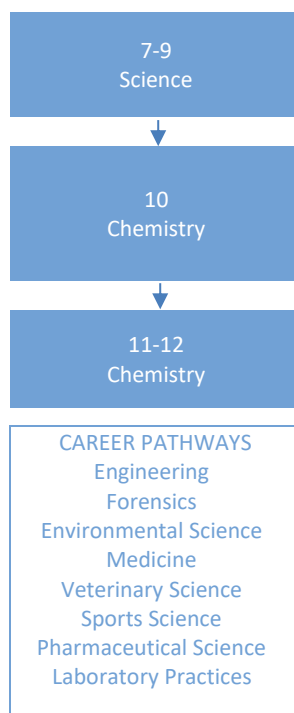 7-9
Science
10
Chemistry
11-12
Chemistry
CAREER PATHWAYS
Engineering
Forensics
Environmental Science
Medicine
Veterinary Science
Sports Science
Pharmaceutical Science
Laboratory Practices